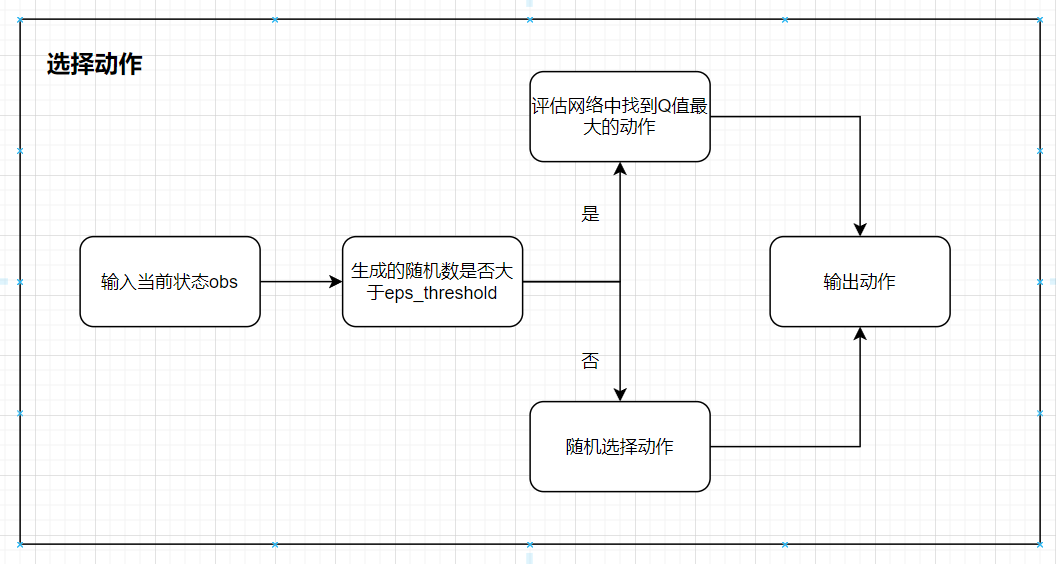 选择动作
评估网络中找到Q值最
大的动作
是
输入当前状态obs
生成的随机数是否大
于eps_threshold
输出动作
否
随机选择动作